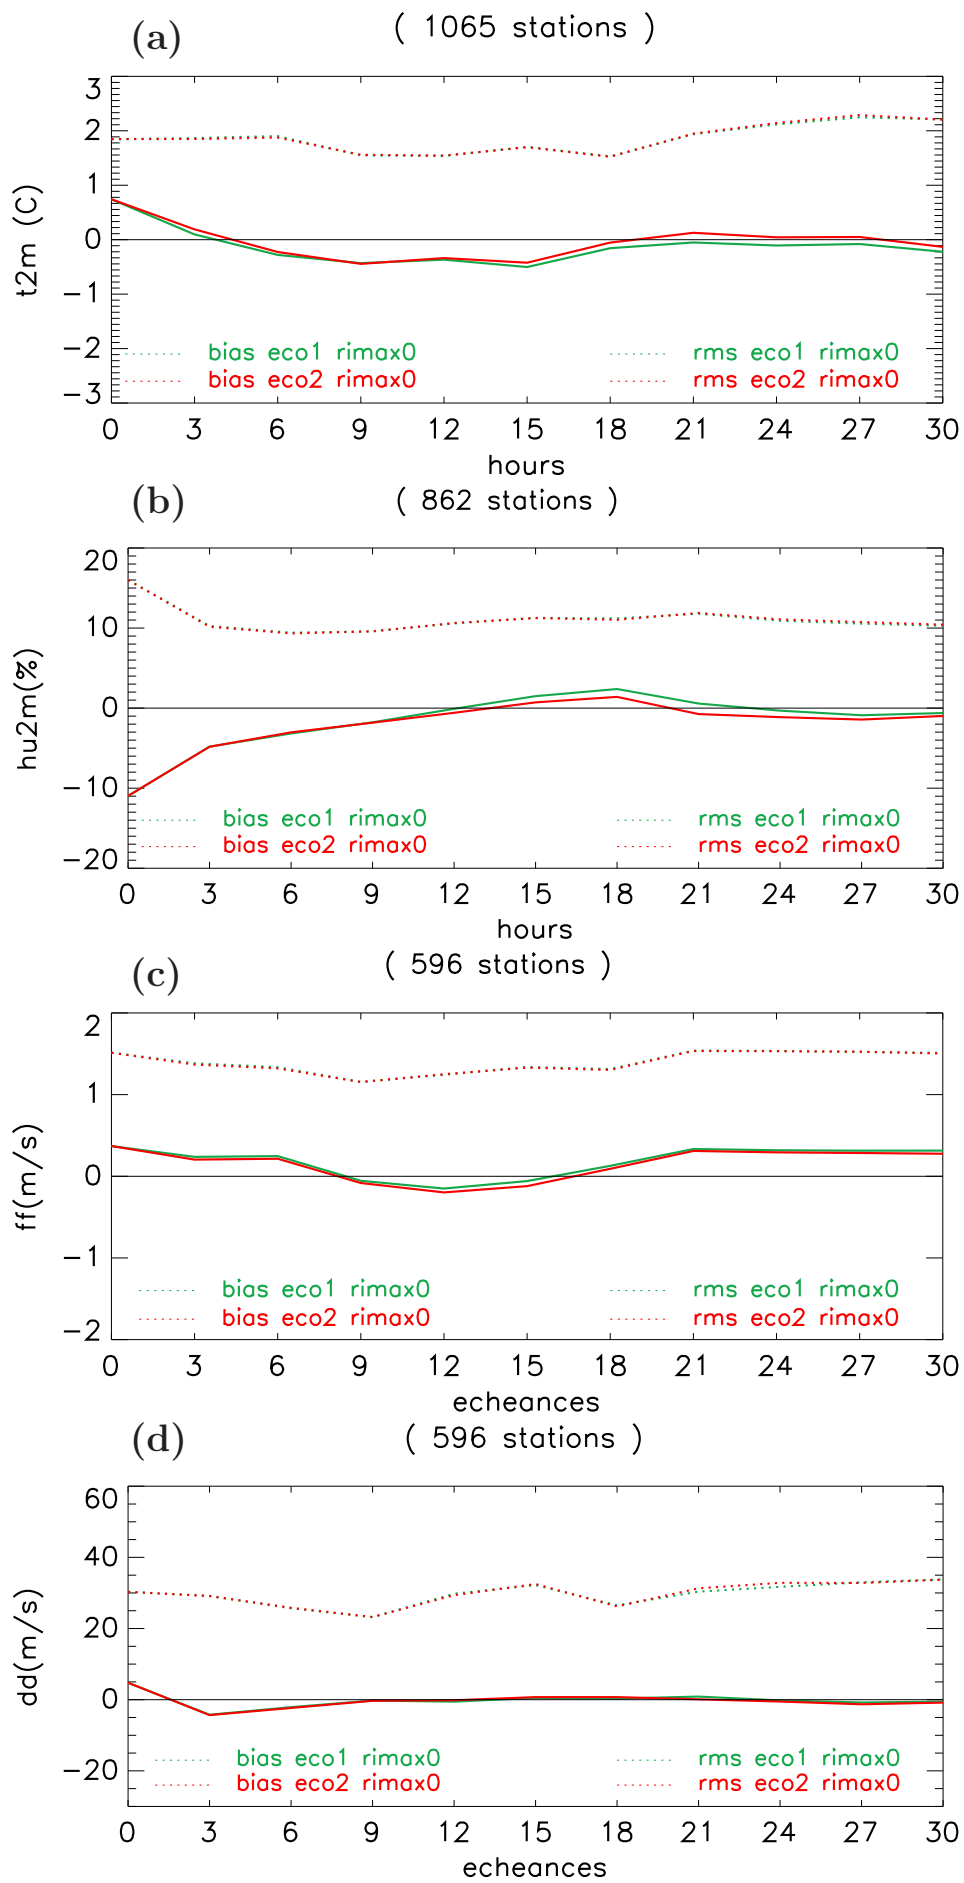 (a) ( 1065 stations )
3
2
1
0
−1
−2
−3
t2m (C)
bias eco1 rimax0 rms eco1 rimax0
bias eco2 rimax0 rms eco2 rimax0
0 3 6 9 12 15 18 21 24 27 30
hours
(b) ( 862 stations )
20
10
0
−10
−20
hu2m(%)
bias eco1 rimax0 rms eco1 rimax0
bias eco2 rimax0 rms eco2 rimax0
0 3 6 9 12 15 18 21 24 27 30
hours
(c) ( 596 stations )
2
1
0
−1
−2
ff(m/s)
bias eco1 rimax0 rms eco1 rimax0
bias eco2 rimax0 rms eco2 rimax0
0 3 6 9 12 15 18 21 24 27 30
echeances
(d) ( 596 stations )
60
40
20
0
−20
dd(m/s)
bias eco1 rimax0 rms eco1 rimax0
bias eco2 rimax0 rms eco2 rimax0
0 3 6 9 12 15 18 21 24 27 30
echeances